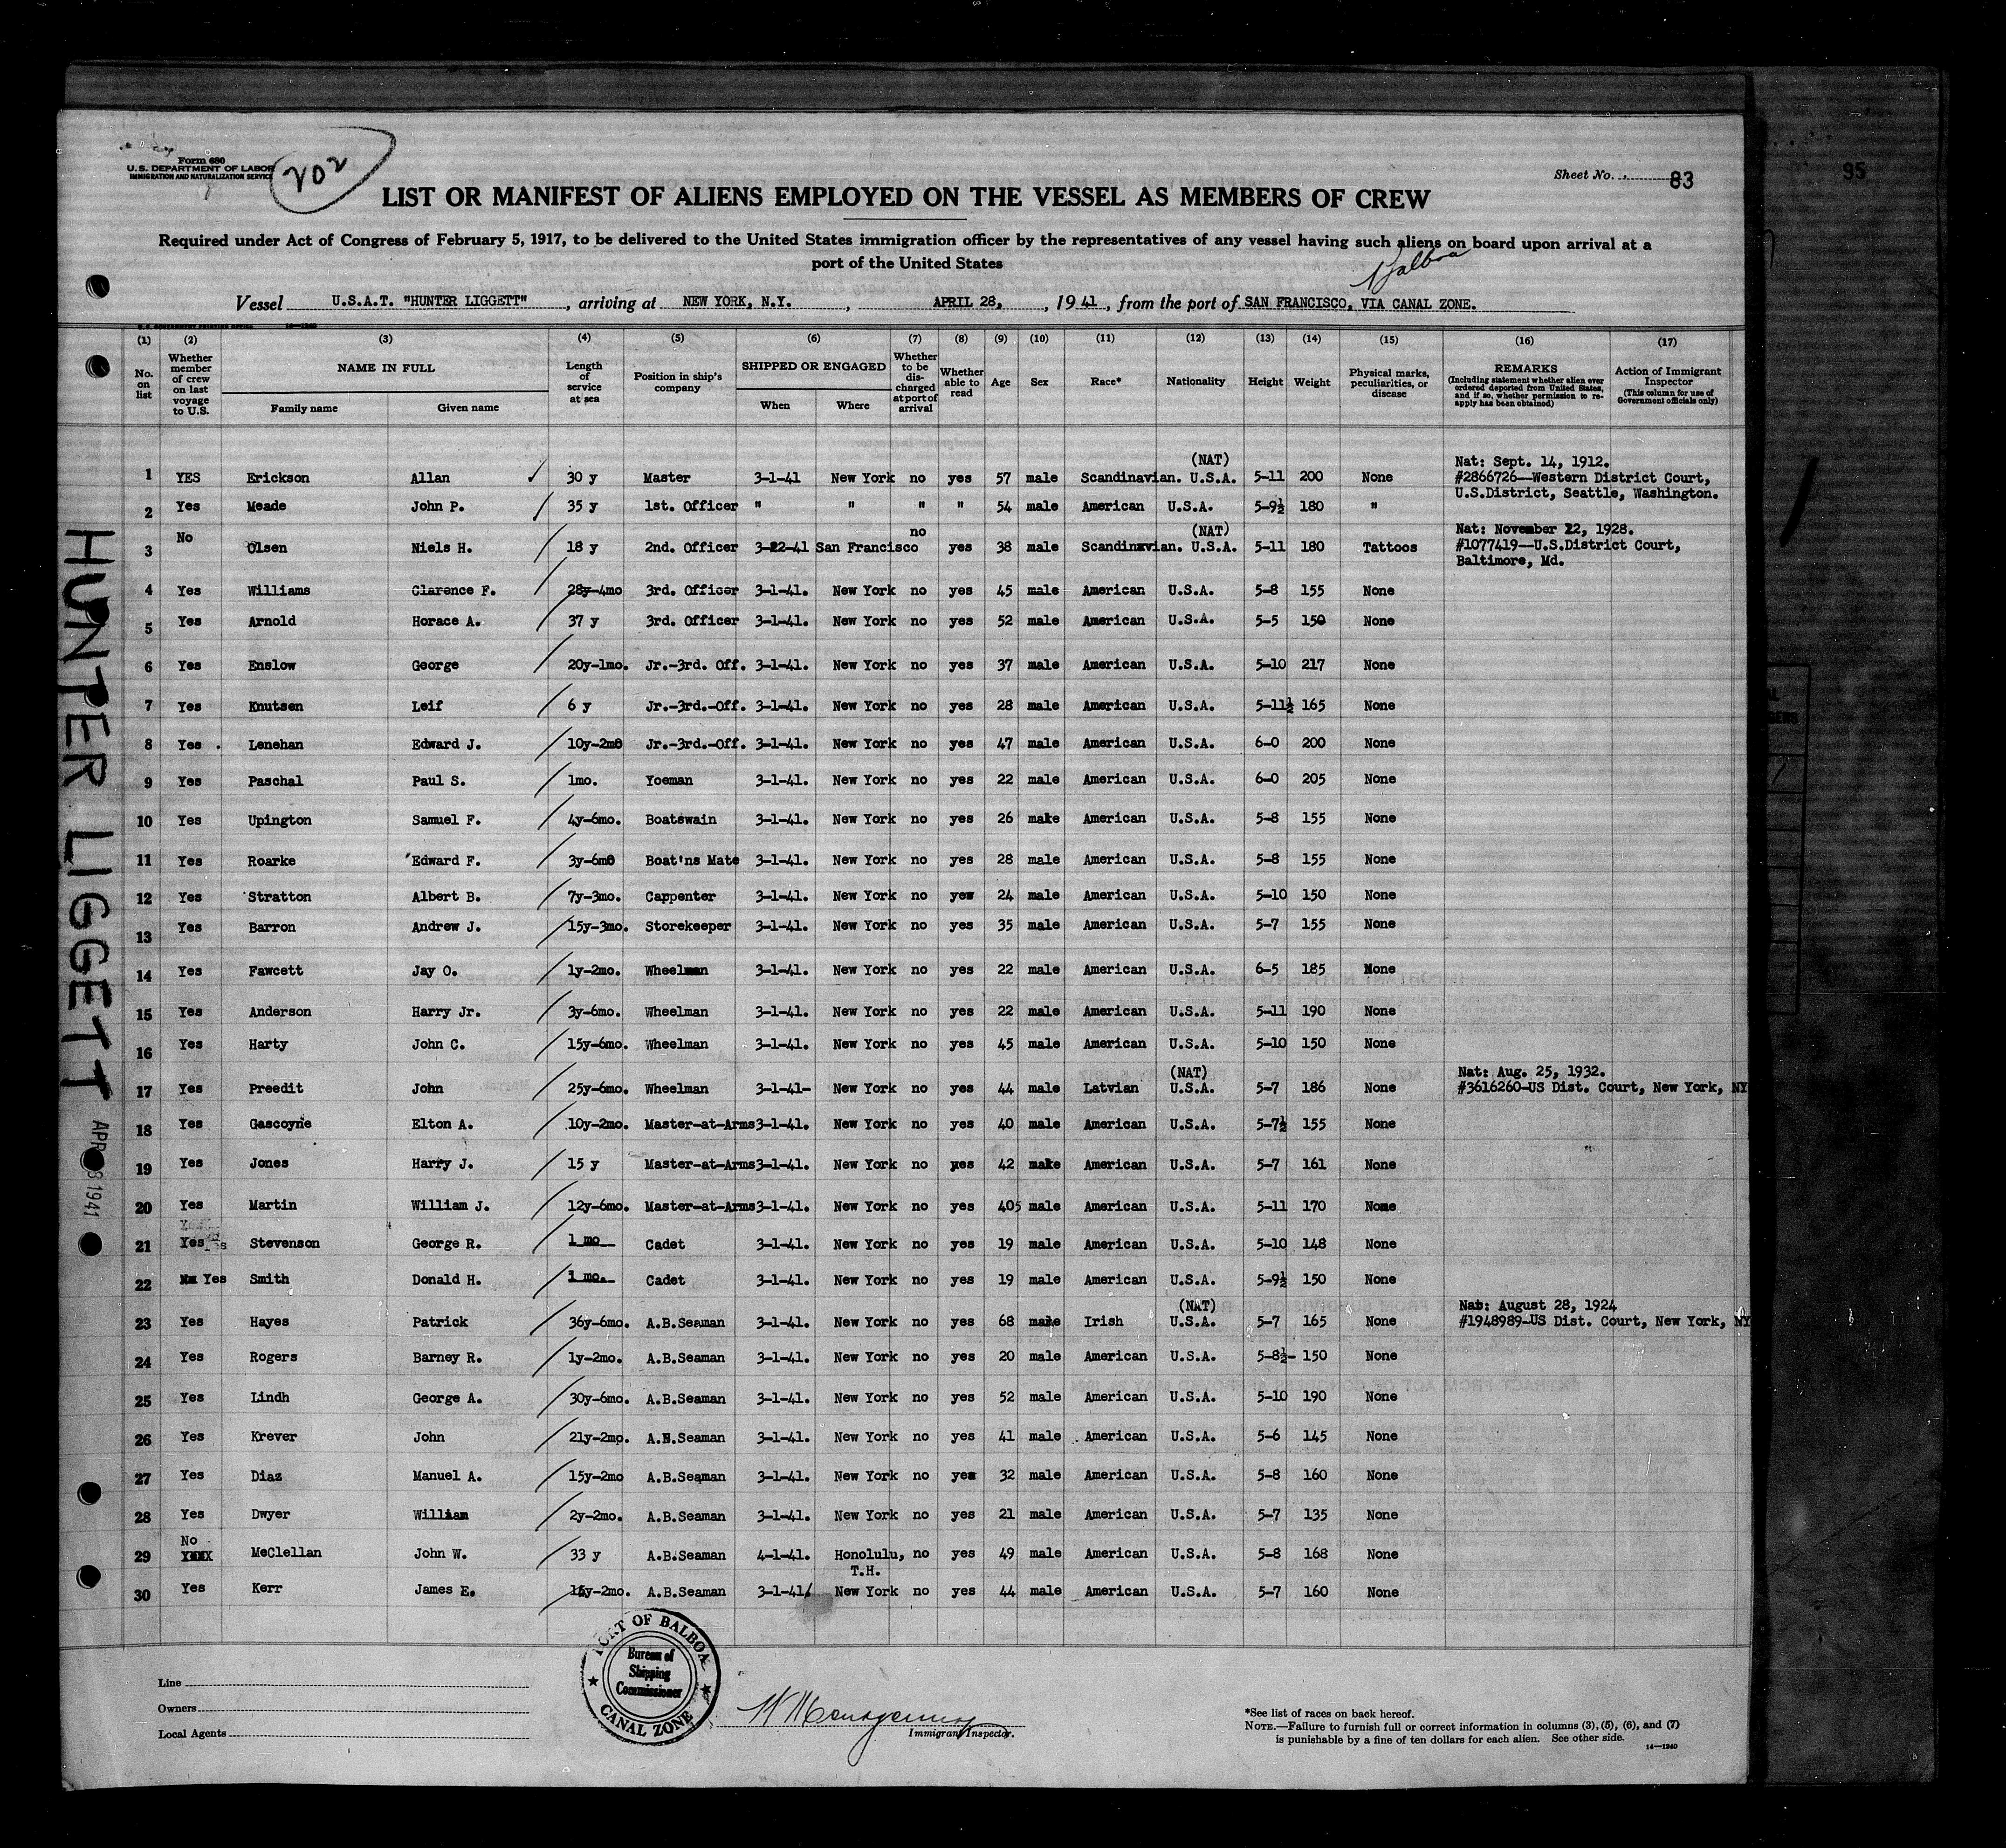 Form 680
U.S. DEPARTMENT OF LABOR
IMMIGRATION AND NATURALIZATION SERVICE
202
Sheet No. 83
95
LIST OR MANIFEST OF ALIENS EMPLOYED ON THE VESSEL AS MEMBERS OF CREW
Required under Act of Congress of February 5, 1917, to be delivered to the United States immigration officer by the representatives of any vessel having such aliens on board upon arrival at a
port of the United States
Balboa
Vessel U.S.A.T. "HUNTER LIGGETT", arriving at NEW YORK, N.Y., APRIL 28, 1941, from the port of SAN FRANCISCO, VIA CANAL ZONE.
(1) (2) (3) (4) (5) (6) (7) (8) (9) (10) (11) (12) (13) (14) (15) (16) (17)
No. on list
Whether member of crew on last voyage to U.S.
NAME IN FULL
Family name Given name
Length of service at sea
Position in ship's company
SHIPPED OR ENGAGED
When Where
Whether to be discharged at port of arrival
Whether able to read
Age Sex Race* Nationality Height Weight
Physical marks, peculiarities, or disease
REMARKS
(Including statement whether alien ever ordered deported from United States, and if so, whether permission to re-apply has been obtained)
Action of Immigrant Inspector
(This column for use of Government officials only)
1 YES Erickson Allan 30 y Master 3-1-41 New York no yes 57 male Scandinavian. (NAT) U.S.A. 5-11 200 None Nat: Sept. 14, 1912. #2866726--Western District Court, U.S.District, Seattle, Washington.
2 Yes Meade John P. 35 y 1st. Officer " " " " 54 male American U.S.A. 5-9½ 180 "
3 No Olsen Niels H. 18 y 2nd. Officer 3-22-41 San Francisco no yes 38 male Scandinavian. (NAT) U.S.A. 5-11 180 Tattoos Nat: November 22, 1928. #1077419--U.S.District Court, Baltimore, Md.
4 Yes Williams Clarence F. 28y-4mo 3rd. Officer 3-1-41. New York no yes 45 male American U.S.A. 5-8 155 None
5 Yes Arnold Horace A. 37 y 3rd. Officer 3-1-41. New York no yes 52 male American U.S.A. 5-5 150 None
6 Yes Enslow George 20y-1mo. Jr.-3rd. Off. 3-1-41. New York no yes 37 male American U.S.A. 5-10 217 None
7 Yes Knutsen Leif 6 y Jr.-3rd.-Off. 3-1-41. New York no yes 28 male American U.S.A. 5-11½ 165 None
8 Yes Lenehan Edward J. 10y-2mo Jr.-3rd.-Off. 3-1-41. New York no yes 47 male American U.S.A. 6-0 200 None
9 Yes Paschal Paul S. 1mo. Yoeman 3-1-41. New York no yes 22 male American U.S.A. 6-0 205 None
10 Yes Upington Samuel F. 4y-6mo. Boatswain 3-1-41. New York no yes 26 male American U.S.A. 5-8 155 None
11 Yes Roarke Edward F. 3y-6mo Boat'ns Mate 3-1-41. New York no yes 28 male American U.S.A. 5-8 155 None
12 Yes Stratton Albert B. 7y-3mo. Carpenter 3-1-41. New York no yes 24 male American U.S.A. 5-10 150 None
13 Yes Barron Andrew J. 15y-3mo. Storekeeper 3-1-41. New York no yes 35 male American U.S.A. 5-7 155 None
14 Yes Fawcett Jay O. 1y-2mo. Wheelman 3-1-41. New York no yes 22 male American U.S.A. 6-5 185 None
15 Yes Anderson Harry Jr. 3y-6mo. Wheelman 3-1-41. New York no yes 22 male American U.S.A. 5-11 190 None
16 Yes Harty John C. 15y-6mo. Wheelman 3-1-41. New York no yes 45 male American U.S.A. 5-10 150 None
17 Yes Preedit John 25y-6mo. Wheelman 3-1-41- New York no yes 44 male Latvian (NAT) U.S.A. 5-7 186 None Nat: Aug. 25, 1932. #3616260-US Dist. Court, New York, NY
18 Yes Gascoyne Elton A. 10y-2mo. Master-at-Arms 3-1-41. New York no yes 40 male American U.S.A. 5-7½ 155 None
19 Yes Jones Harry J. 15 y Master-at-Arms 3-1-41. New York no yes 42 male American U.S.A. 5-7 161 None
20 Yes Martin William J. 12y-6mo. Master-at-Arms 3-1-41. New York no yes 405 male American U.S.A. 5-11 170 None
21 Yes Stevenson George R. 1 mo Cadet 3-1-41. New York no yes 19 male American U.S.A. 5-10 148 None
22 Yes Smith Donald H. 1 mo. Cadet 3-1-41. New York no yes 19 male American U.S.A. 5-9½ 150 None
23 Yes Hayes Patrick 36y-6mo. A.B.Seaman 3-1-41. New York no yes 68 male Irish (NAT) U.S.A. 5-7 165 None Nat: August 28, 1924 #1948989-US Dist. Court, New York, NY
24 Yes Rogers Barney R. 1y-2mo. A.B.Seaman 3-1-41. New York no yes 20 male American U.S.A. 5-8½- 150 None
25 Yes Lindh George A. 30y-6mo. A.B.Seaman 3-1-41. New York no yes 52 male American U.S.A. 5-10 190 None
26 Yes Krever John 21y-2mo. A.B.Seaman 3-1-41. New York no yes 41 male American U.S.A. 5-6 145 None
27 Yes Diaz Manuel A. 15y-2mo A.B.Seaman 3-1-41. New York no yes 32 male American U.S.A. 5-8 160 None
28 Yes Dwyer William 2y-2mo. A.B.Seaman 3-1-41. New York no yes 21 male American U.S.A. 5-7 135 None
29 No McClellan John W. 33 y A.B.Seaman 4-1-41. Honolulu, T.H. no yes 49 male American U.S.A. 5-8 168 None
30 Yes Kerr James E. 15y-2mo. A.B.Seaman 3-1-41 New York no yes 44 male American U.S.A. 5-7 160 None
HUNTER LIGGETT
APR 8 1941
Line
Owners
Local Agents
PORT OF BALBOA
Bureau of
Shipping
Commissioner
CANAL ZONE
Immigrant Inspector.
*See list of races on back hereof.
NOTE.—Failure to furnish full or correct information in columns (3), (5), (6), and (7)
is punishable by a fine of ten dollars for each alien. See other side.
14—1240